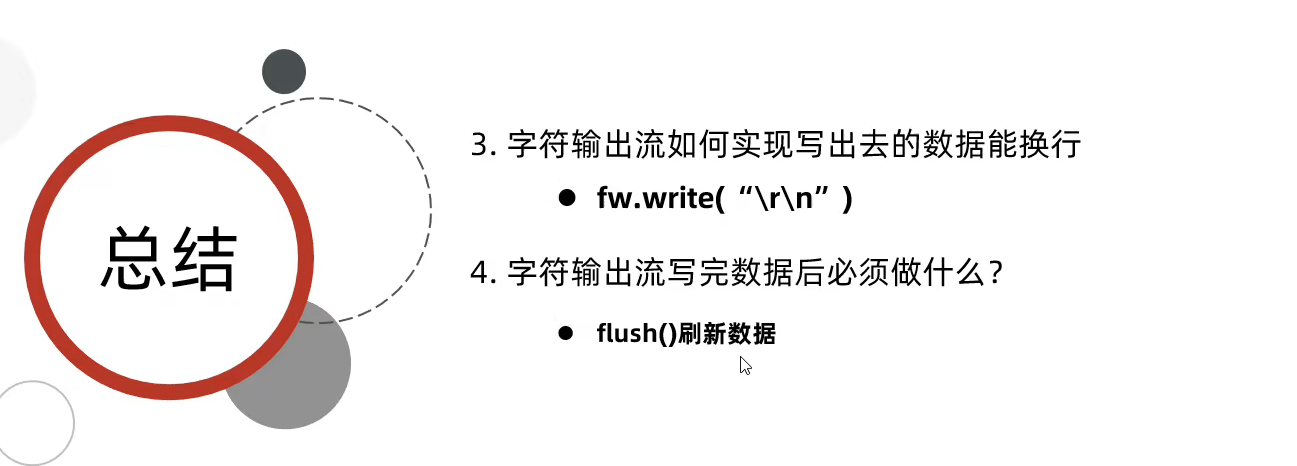 总结
3. 字符输出流如何实现写出去的数据能换行
● fw.write(“\r\n”)
4. 字符输出流写完数据后必须做什么?
● flush()刷新数据